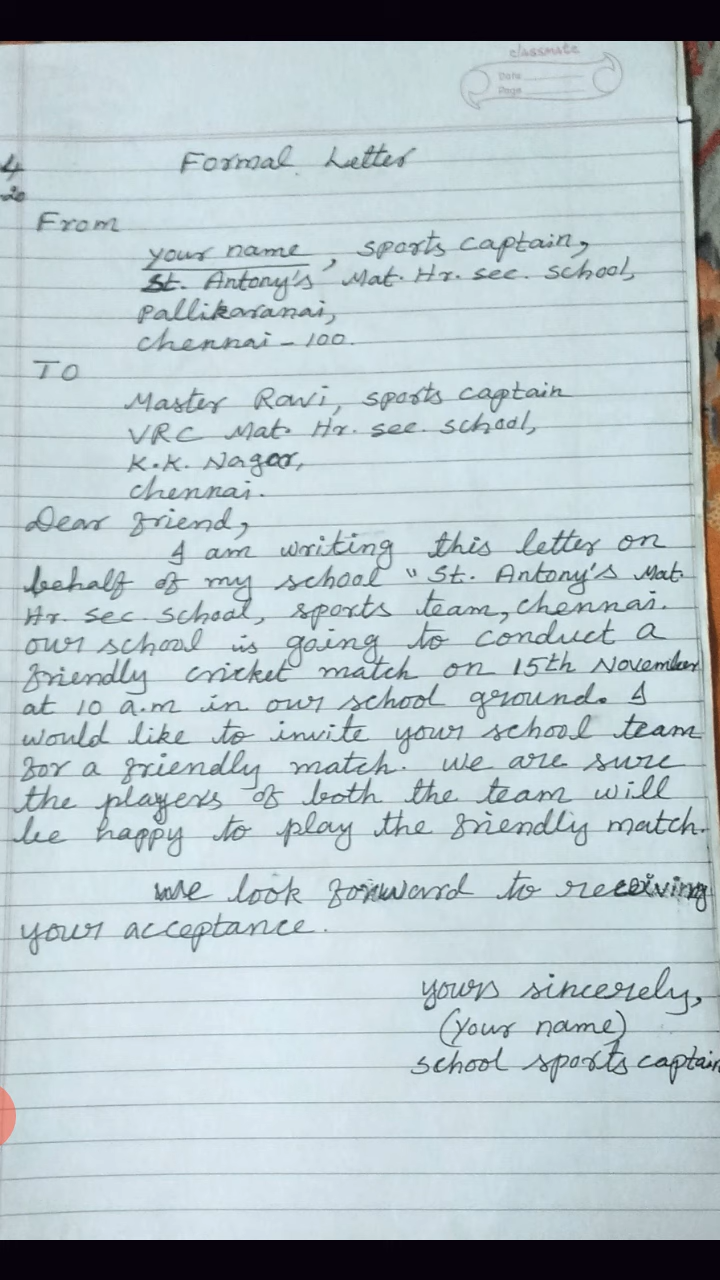 classmate
Date
Page
4
20
Formal Letter
From
your name, sports captain,
St. Antony's Mat. Hr. sec. school,
Pallikaranai,
chennai - 100.
To
Master Ravi, sports captain
VRC Mat. Hr. sec. school,
K.K. Nagar,
chennai.
Dear friend,
I am writing this letter on
behalf of my school " St. Antony's Mat.
Hr. sec. school, sports team, chennai.
our school is going to conduct a
friendly cricket match on 15th November
at 10 a.m in our school ground. I
would like to invite your school team
for a friendly match. we are sure
the players of both the team will
be happy to play the friendly match.
we look forward to receiving
your acceptance.
yours sincerely,
(your name)
school sports captain